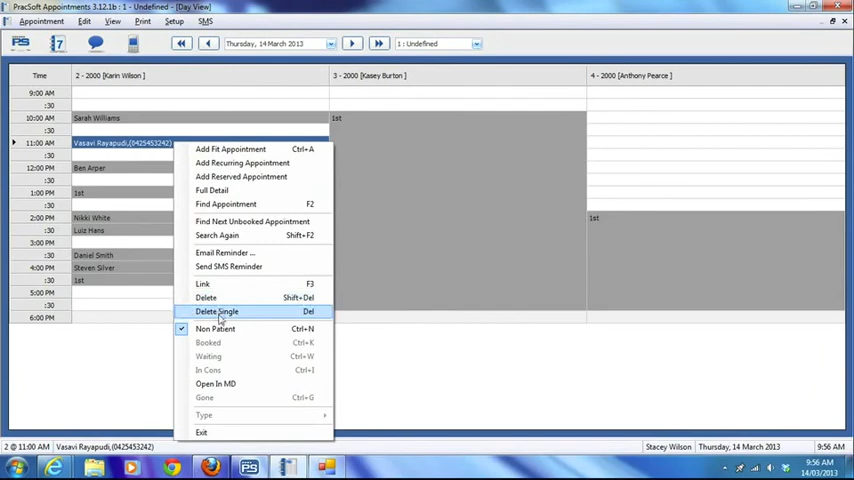 PracSoft Appointments 3.12.1b : 1 - Undefined - [Day View]
Appointment Edit View Print Setup SMS
PS 7 Thursday, 14 March 2013 1 : Undefined
Time 2 - 2000 [Karin Wilson ] 3 - 2000 [Kasey Burton ] 4 - 2000 [Anthony Pearce ]
9:00 AM
:30
10:00 AM Sarah Williams 1st
:30
11:00 AM Vasavi Rayapudi,(0425453242)
:30
12:00 PM Ben Arper
:30
1:00 PM 1st
:30
2:00 PM Nikki White 1st
:30 Luiz Hans
3:00 PM
:30 Daniel Smith
4:00 PM Steven Silver
:30 1st
5:00 PM
:30
6:00 PM
Add Fit Appointment Ctrl+A
Add Recurring Appointment
Add Reserved Appointment
Full Detail
Find Appointment F2
Find Next Unbooked Appointment
Search Again Shift+F2
Email Reminder ...
Send SMS Reminder
Link F3
Delete Shift+Del
Delete Single Del
Non Patient Ctrl+N
Booked Ctrl+K
Waiting Ctrl+W
In Cons Ctrl+I
Open In MD
Gone Ctrl+G
Type
Exit
2 @ 11:00 AM Vasavi Rayapudi,(0425453242) Stacey Wilson Thursday, 14 March 2013 9:56 AM
PS 9:56 AM
14/03/2013